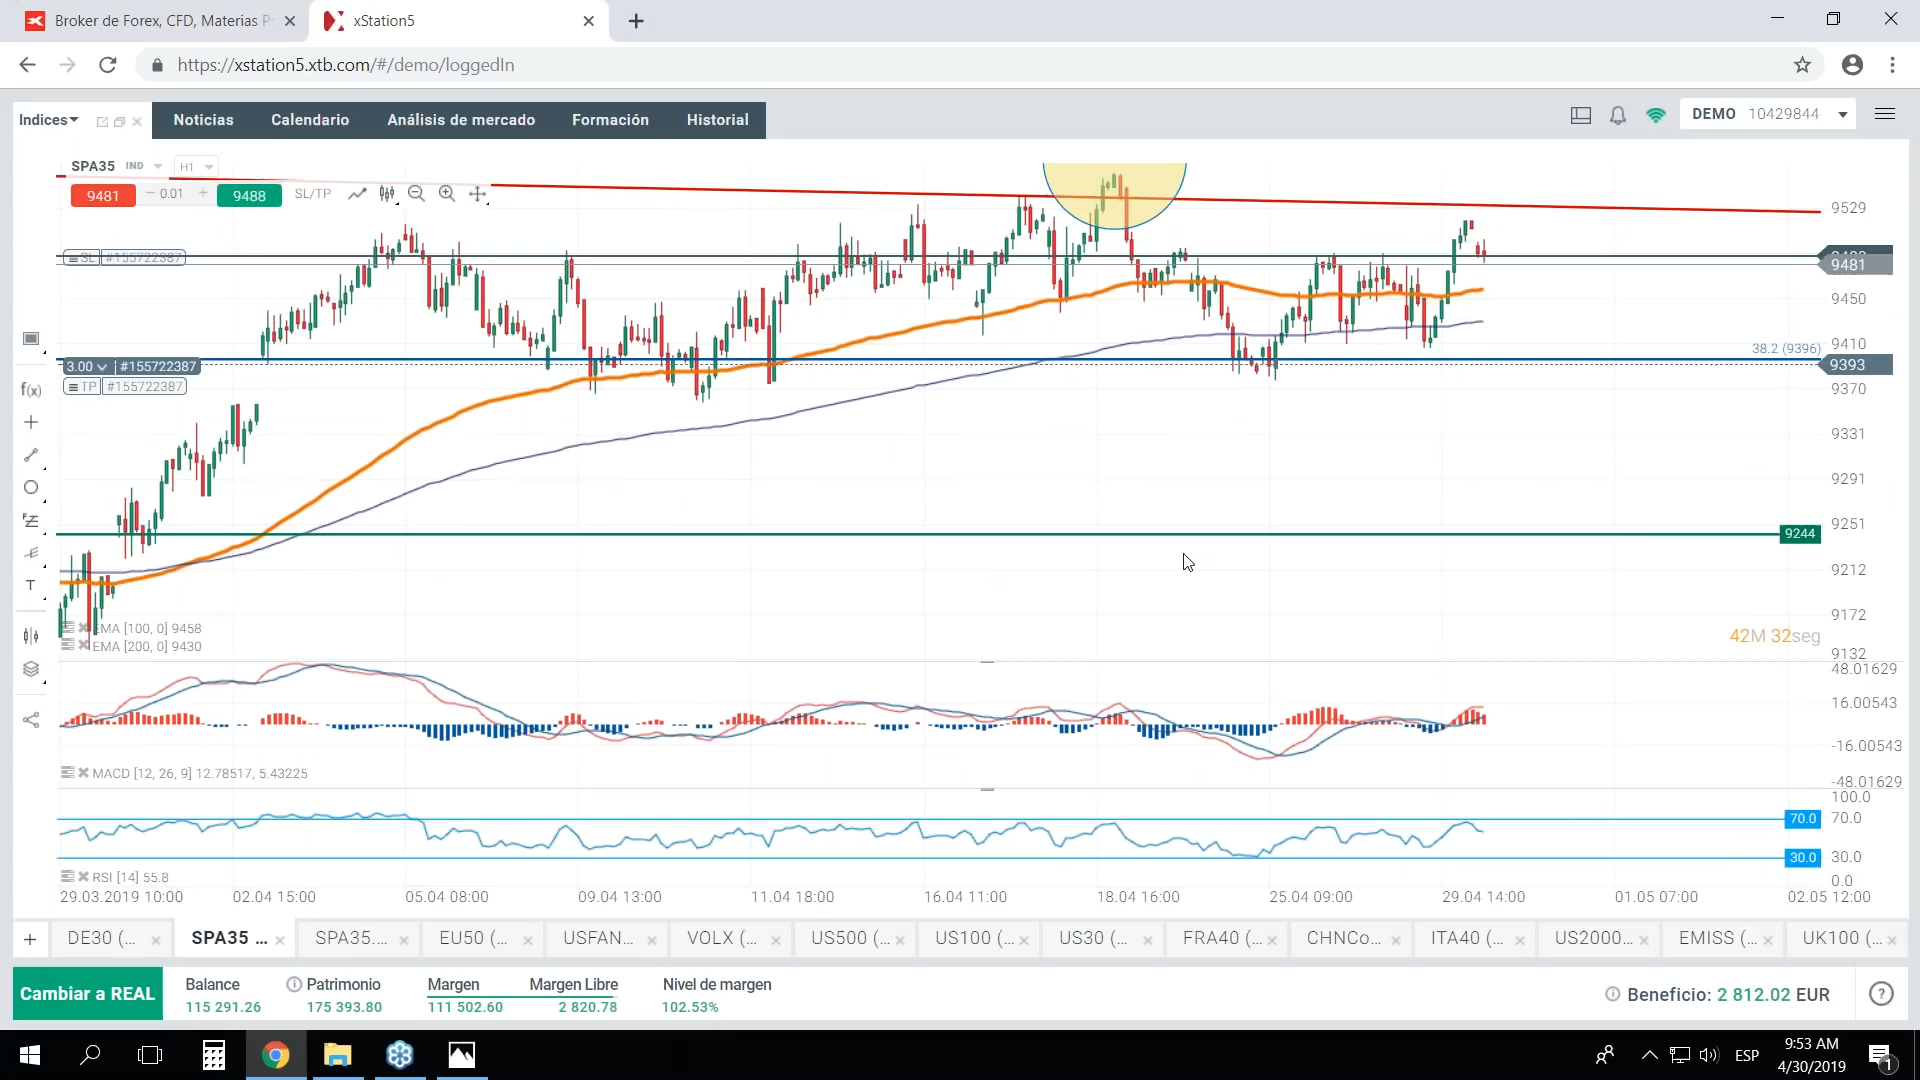 Broker de Forex, CFD, Materias P
xStation5
https://xstation5.xtb.com/#/demo/loggedIn
Indices
Noticias
Calendario
Análisis de mercado
Formación
Historial
DEMO 10429844
SPA35 IND
H1
9481
0.01
9488
SL/TP
SL #155722387
3.00 #155722387
TP #155722387
f(x)
T
38.2 (9396)
9529
9481
9450
9410
9393
9370
9331
9291
9251
9244
9212
9172
9132
EMA [100, 0] 9458
EMA [200, 0] 9430
42M 32seg
48.01629
16.00543
-16.00543
-48.01629
MACD [12, 26, 9] 12.78517, 5.43225
100.0
70.0 70.0
30.0 30.0
0.0
RSI [14] 55.8
29.03.2019 10:00
02.04 15:00
05.04 08:00
09.04 13:00
11.04 18:00
16.04 11:00
18.04 16:00
25.04 09:00
29.04 14:00
01.05 07:00
02.05 12:00
DE30 (...
SPA35 ...
SPA35....
EU50 (...
USFAN...
VOLX (...
US500 (...
US100 (...
US30 (...
FRA40 (...
CHNCo...
ITA40 (...
US2000...
EMISS (...
UK100 (...
Cambiar a REAL
Balance
115 291.26
Patrimonio
175 393.80
Margen
111 502.60
Margen Libre
2 820.78
Nivel de margen
102.53%
Beneficio: 2 812.02 EUR
ESP
9:53 AM
4/30/2019
1